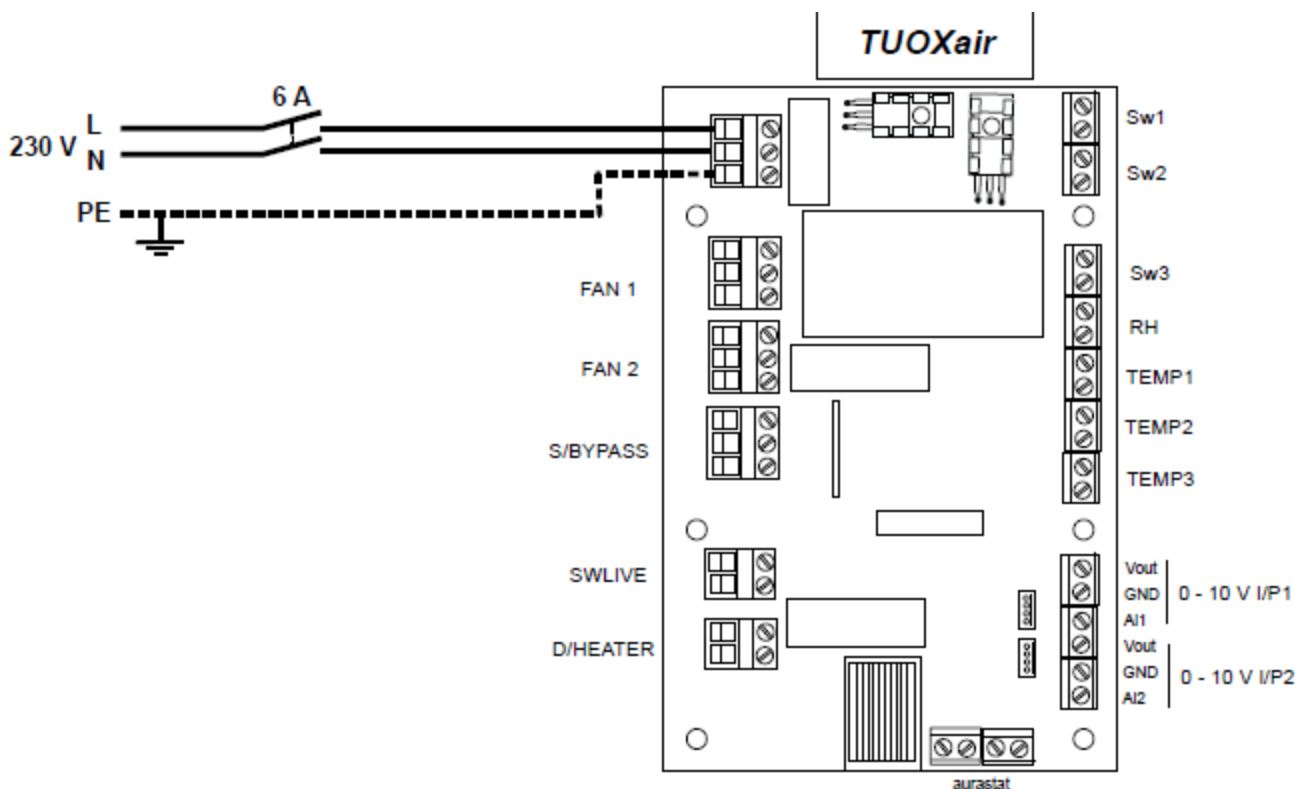 TUOXair
6 A
L
230 V
N
PE
Sw1
Sw2
FAN 1
Sw3
RH
FAN 2
TEMP1
TEMP2
S/BYPASS
TEMP3
SWLIVE
Vout
GND
0 - 10 V I/P1
AI1
D/HEATER
Vout
GND
0 - 10 V I/P2
AI2
aurastat